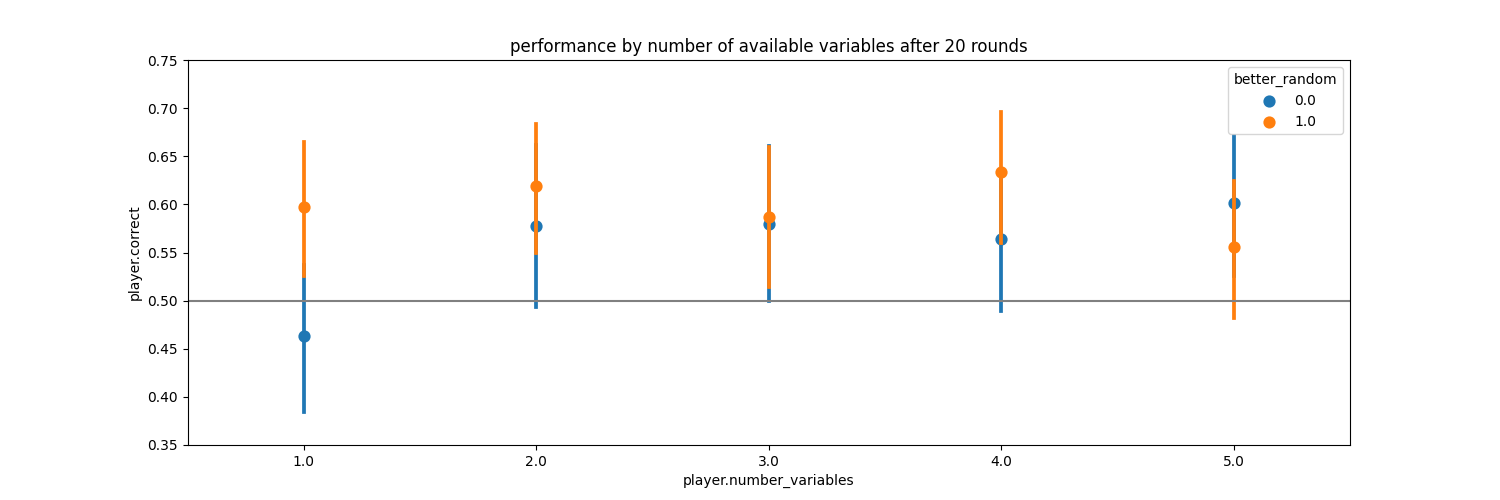 performance by number of available variables after 20 rounds
0.75
0.70
0.65
0.60
0.55
0.50
0.45
0.40
0.35
player.correct
better_random
0.0
1.0
1.0 2.0 3.0 4.0 5.0
player.number_variables